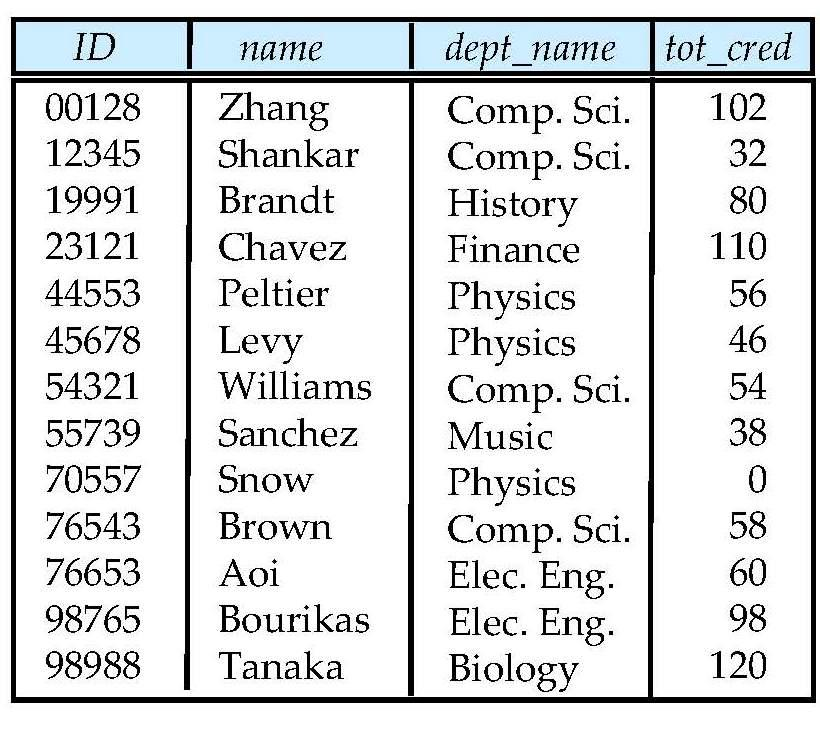 ID name dept_name tot_cred
00128 Zhang Comp. Sci. 102
12345 Shankar Comp. Sci. 32
19991 Brandt History 80
23121 Chavez Finance 110
44553 Peltier Physics 56
45678 Levy Physics 46
54321 Williams Comp. Sci. 54
55739 Sanchez Music 38
70557 Snow Physics 0
76543 Brown Comp. Sci. 58
76653 Aoi Elec. Eng. 60
98765 Bourikas Elec. Eng. 98
98988 Tanaka Biology 120